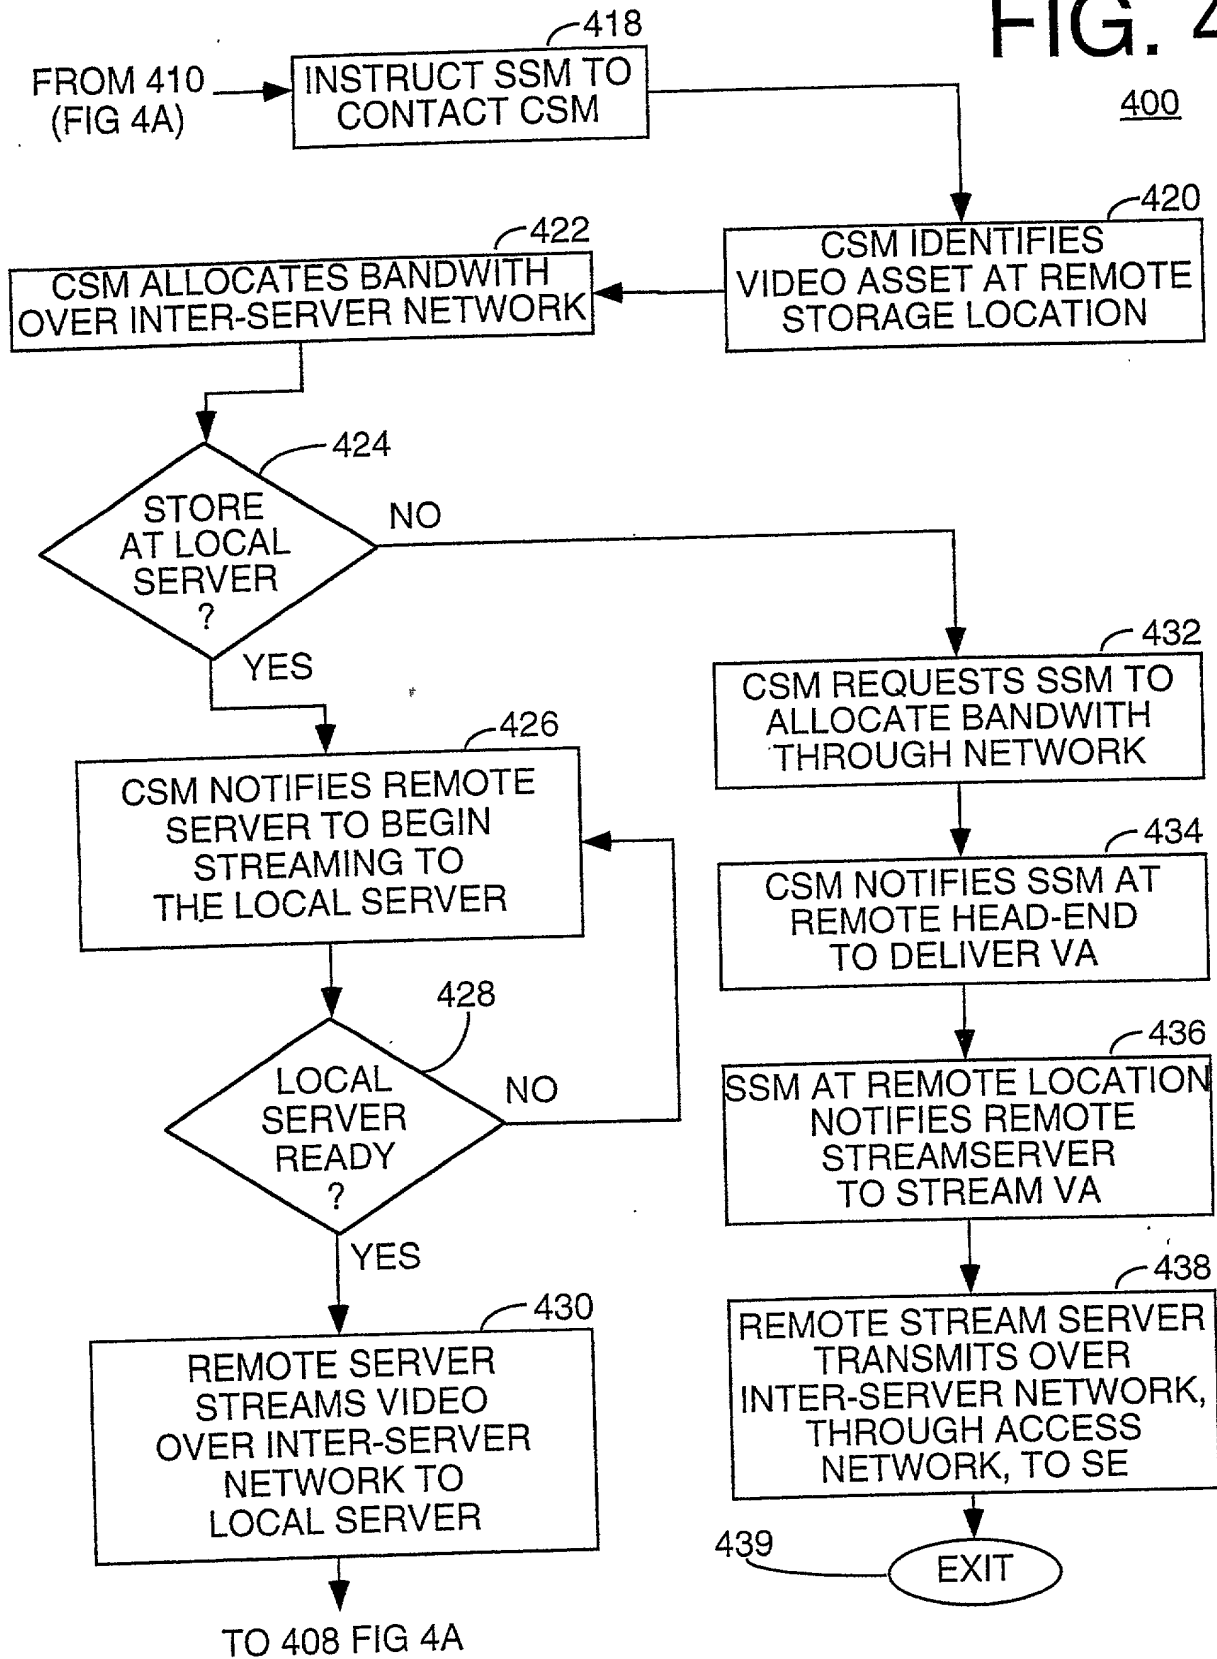 FIG. 4
400
418
FROM 410
(FIG 4A)
INSTRUCT SSM TO
CONTACT CSM
420
CSM IDENTIFIES
VIDEO ASSET AT REMOTE
STORAGE LOCATION
422
CSM ALLOCATES BANDWITH
OVER INTER-SERVER NETWORK
424
STORE
AT LOCAL
SERVER
?
NO
YES
426
CSM NOTIFIES REMOTE
SERVER TO BEGIN
STREAMING TO
THE LOCAL SERVER
428
LOCAL
SERVER
READY
?
NO
YES
430
REMOTE SERVER
STREAMS VIDEO
OVER INTER-SERVER
NETWORK TO
LOCAL SERVER
TO 408 FIG 4A
432
CSM REQUESTS SSM TO
ALLOCATE BANDWITH
THROUGH NETWORK
434
CSM NOTIFIES SSM AT
REMOTE HEAD-END
TO DELIVER VA
436
SSM AT REMOTE LOCATION
NOTIFIES REMOTE
STREAMSERVER
TO STREAM VA
438
REMOTE STREAM SERVER
TRANSMITS OVER
INTER-SERVER NETWORK,
THROUGH ACCESS
NETWORK, TO SE
439
EXIT